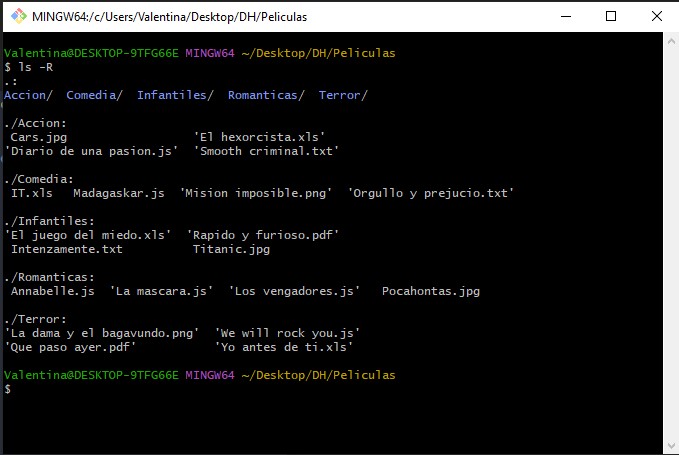 MINGW64:/c/Users/Valentina/Desktop/DH/Peliculas
Valentina@DESKTOP-9TFG66E MINGW64 ~/Desktop/DH/Peliculas
$ ls -R
.:
Accion/  Comedia/  Infantiles/  Romanticas/  Terror/
./Accion:
 Cars.jpg                  'El hexorcista.xls'
'Diario de una pasion.js'  'Smooth criminal.txt'
./Comedia:
 IT.xls   Madagaskar.js  'Mision imposible.png'  'Orgullo y prejucio.txt'
./Infantiles:
'El juego del miedo.xls'  'Rapido y furioso.pdf'
 Intenzamente.txt          Titanic.jpg
./Romanticas:
 Annabelle.js  'La mascara.js'  'Los vengadores.js'   Pocahontas.jpg
./Terror:
'La dama y el bagavundo.png'  'We will rock you.js'
'Que paso ayer.pdf'           'Yo antes de ti.xls'
Valentina@DESKTOP-9TFG66E MINGW64 ~/Desktop/DH/Peliculas
$